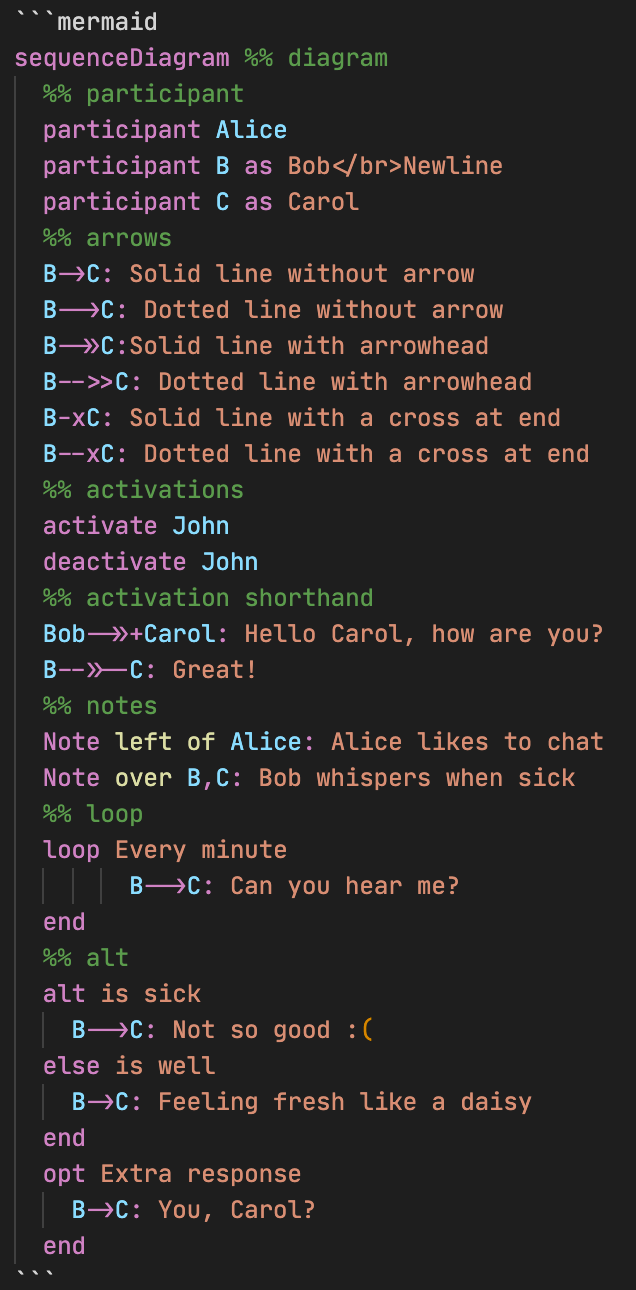 ```mermaid
sequenceDiagram %% diagram
%% participant
participant Alice
participant B as Bob</br>Newline
participant C as Carol
%% arrows
B->C: Solid line without arrow
B-->C: Dotted line without arrow
B->>C:Solid line with arrowhead
B-->>C: Dotted line with arrowhead
B-xC: Solid line with a cross at end
B--xC: Dotted line with a cross at end
%% activations
activate John
deactivate John
%% activation shorthand
Bob->>+Carol: Hello Carol, how are you?
B-->>-C: Great!
%% notes
Note left of Alice: Alice likes to chat
Note over B,C: Bob whispers when sick
%% loop
loop Every minute
B-->C: Can you hear me?
end
%% alt
alt is sick
B-->C: Not so good :(
else is well
B->C: Feeling fresh like a daisy
end
opt Extra response
B->C: You, Carol?
end
```